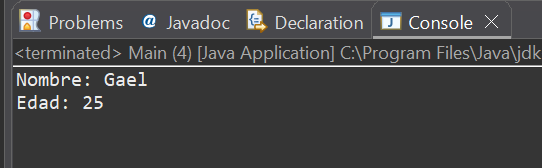 Problems @ Javadoc Declaration Console
<terminated> Main (4) [Java Application] C:\Program Files\Java\jdk
Nombre: Gael
Edad: 25